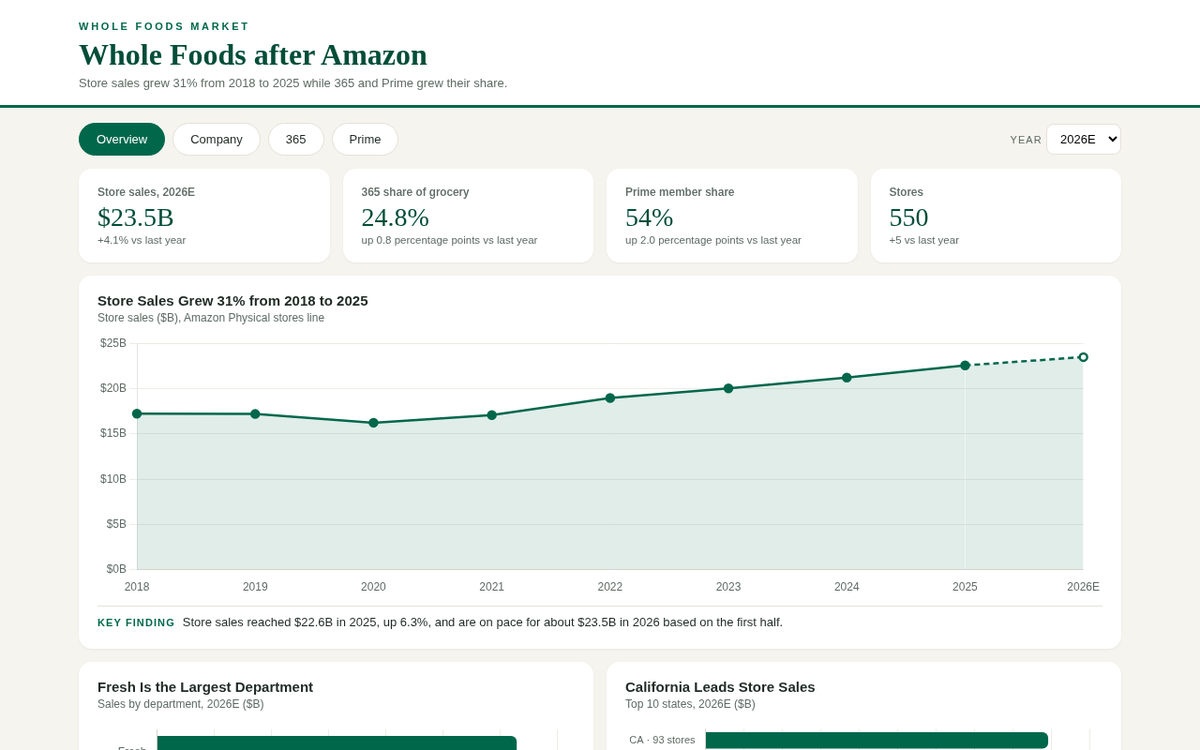 WHOLE FOODS MARKET
Whole Foods after Amazon
Store sales grew 31% from 2018 to 2025 while 365 and Prime grew their share.
Overview
Company
365
Prime
YEAR
2026E
Store sales, 2026E
$23.5B
+4.1% vs last year
365 share of grocery
24.8%
up 0.8 percentage points vs last year
Prime member share
54%
up 2.0 percentage points vs last year
Stores
550
+5 vs last year
Store Sales Grew 31% from 2018 to 2025
Store sales ($B), Amazon Physical stores line
$25B
$20B
$15B
$10B
$5B
$0B
2018 2019 2020 2021 2022 2023 2024 2025 2026E
KEY FINDING Store sales reached $22.6B in 2025, up 6.3%, and are on pace for about $23.5B in 2026 based on the first half.
Fresh Is the Largest Department
Sales by department, 2026E ($B)
Fresh
California Leads Store Sales
Top 10 states, 2026E ($B)
CA · 93 stores